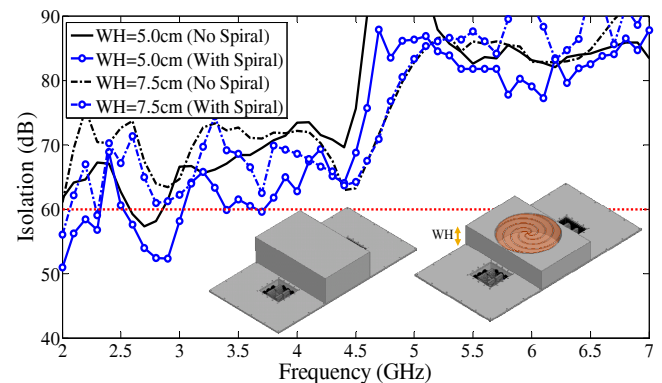 90
80
70
60
50
40
Isolation (dB)
WH=5.0cm (No Spiral)
WH=5.0cm (With Spiral)
WH=7.5cm (No Spiral)
WH=7.5cm (With Spiral)
WH
2 2.5 3 3.5 4 4.5 5 5.5 6 6.5 7
Frequency (GHz)